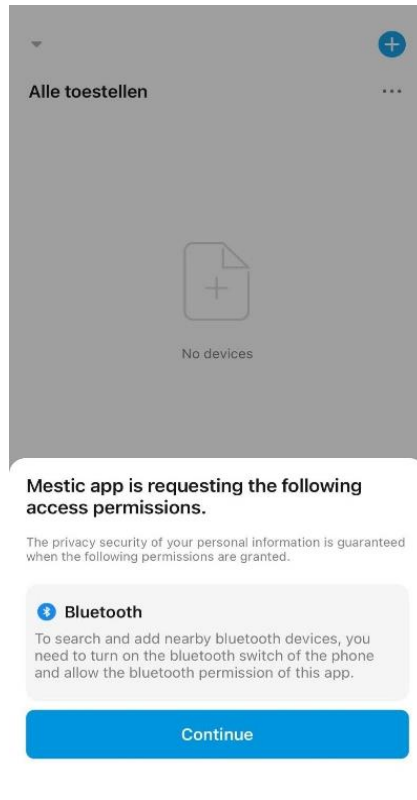 Alle toestellen
No devices
Mestic app is requesting the following
access permissions.
The privacy security of your personal information is guaranteed
when the following permissions are granted.
Bluetooth
To search and add nearby bluetooth devices, you
need to turn on the bluetooth switch of the phone
and allow the bluetooth permission of this app.
Continue